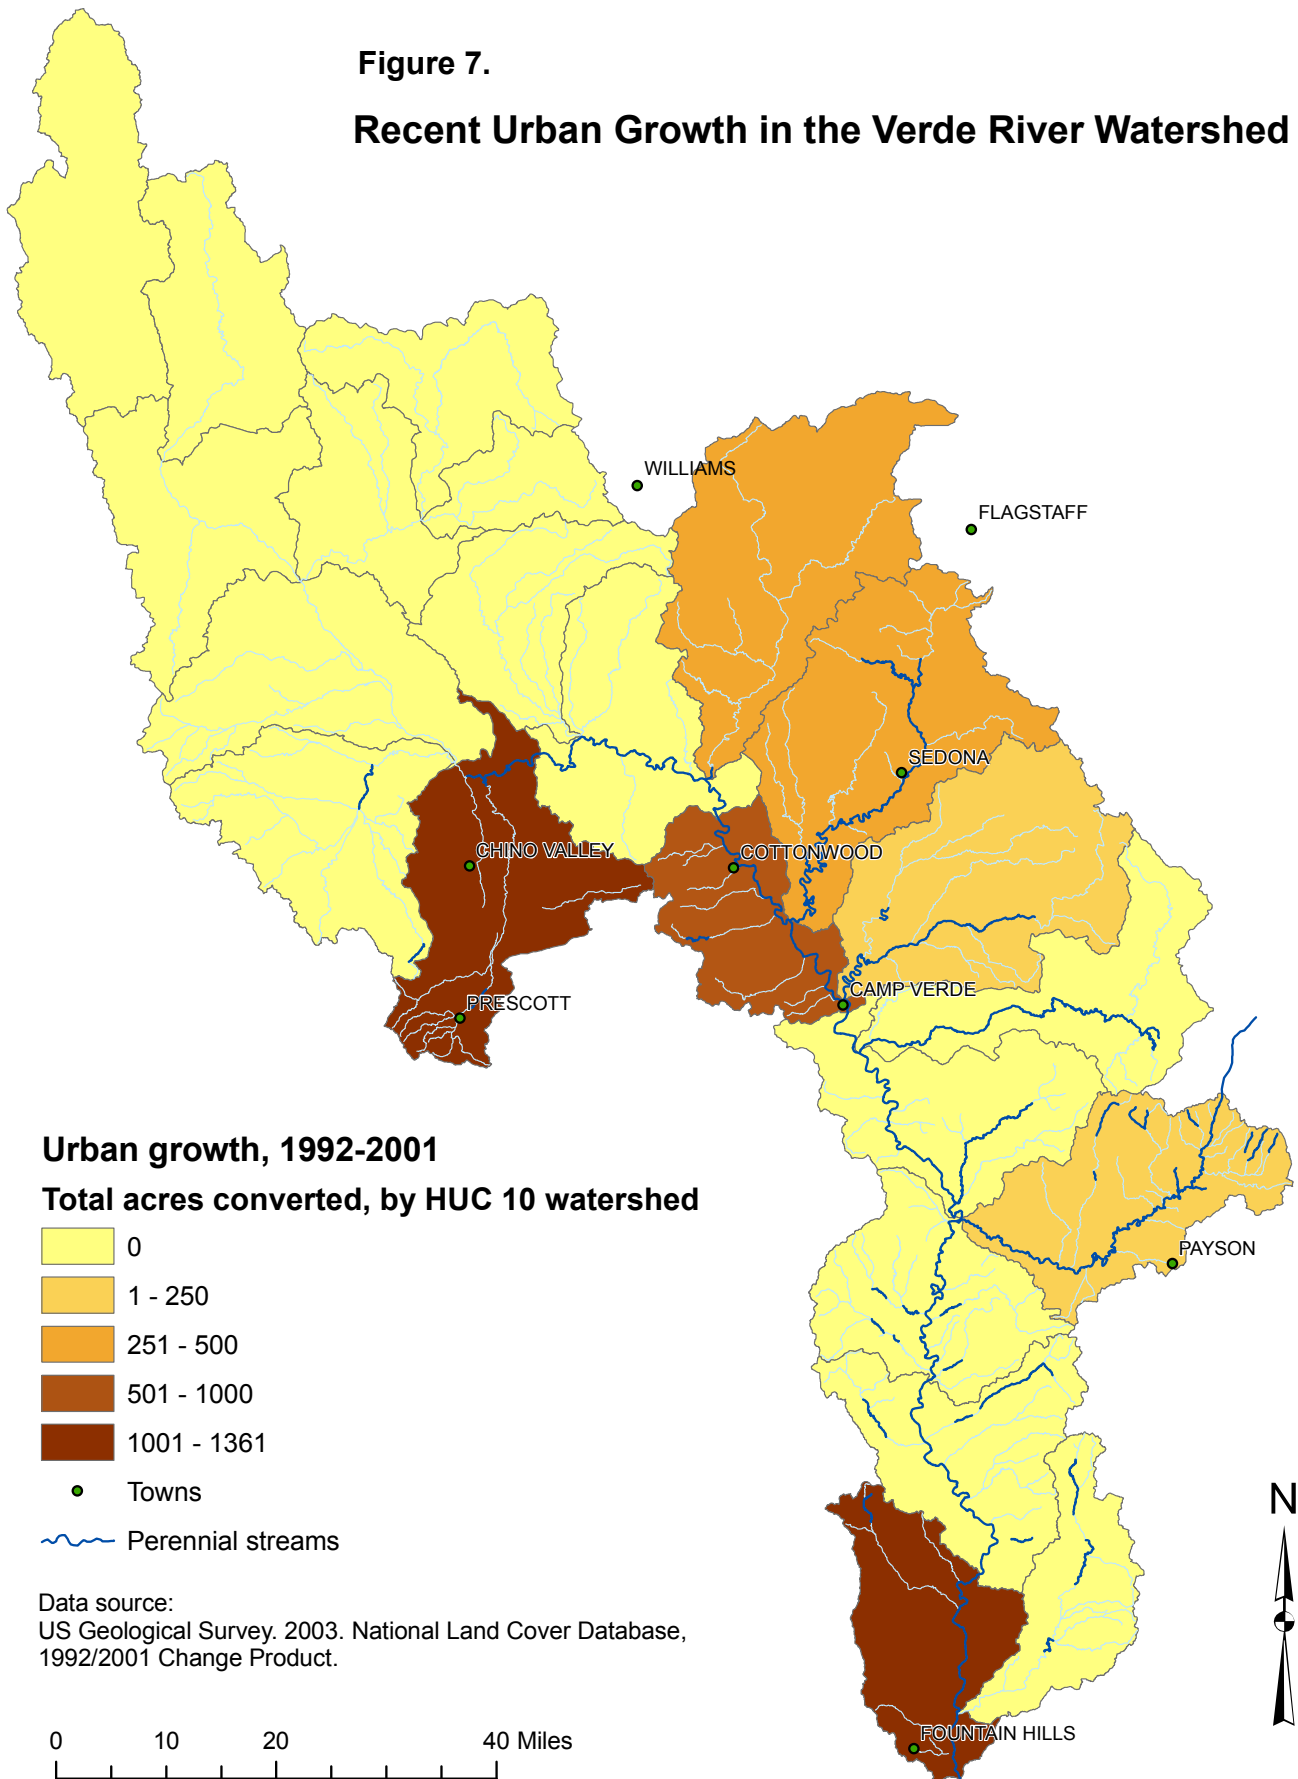 Figure 7.
Recent Urban Growth in the Verde River Watershed
WILLIAMS
FLAGSTAFF
SEDONA
CHINO VALLEY
COTTONWOOD
CAMP VERDE
PRESCOTT
PAYSON
FOUNTAIN HILLS
Urban growth, 1992-2001
Total acres converted, by HUC 10 watershed
0
1 - 250
251 - 500
501 - 1000
1001 - 1361
Towns
Perennial streams
Data source:
US Geological Survey. 2003. National Land Cover Database,
1992/2001 Change Product.
0 10 20 40 Miles
N